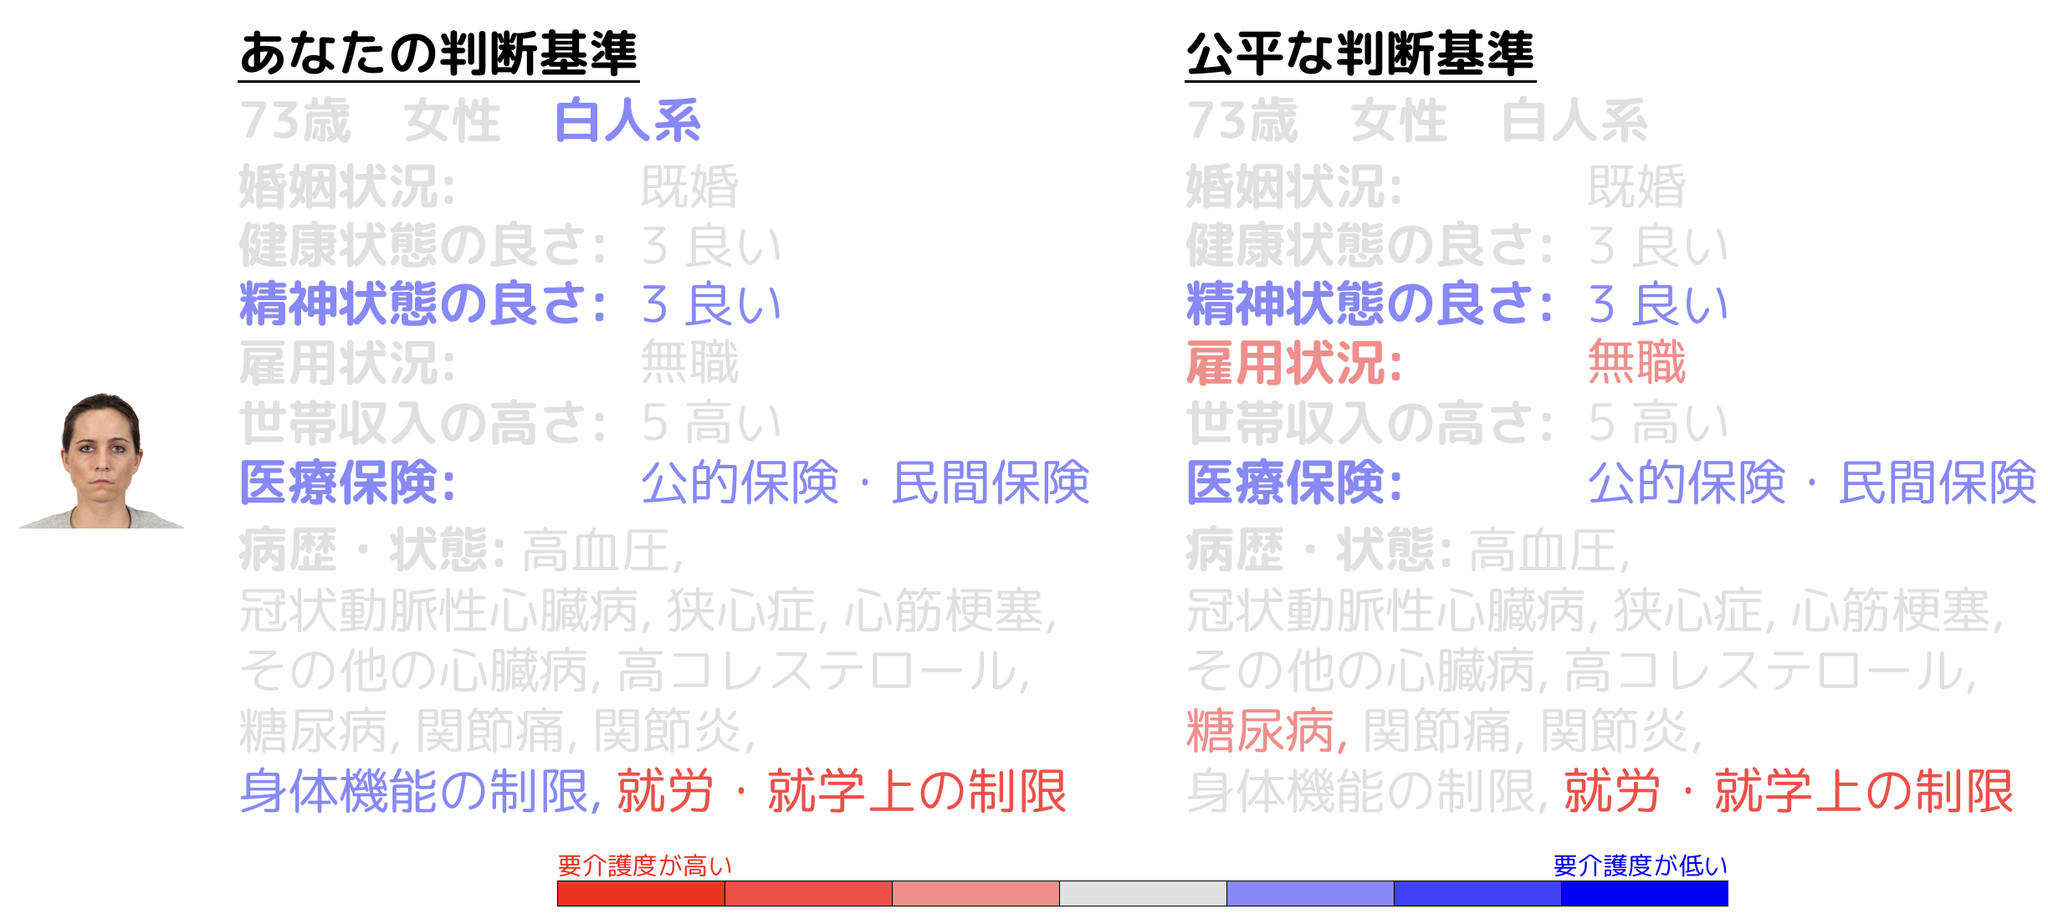 あなたの判断基準
73歳 女性 白人系
婚姻状況: 既婚
健康状態の良さ: 3 良い
精神状態の良さ: 3 良い
雇用状況: 無職
世帯収入の高さ: 5 高い
医療保険: 公的保険・民間保険
病歴・状態: 高血圧,
冠状動脈性心臓病, 狭心症, 心筋梗塞,
その他の心臓病, 高コレステロール,
糖尿病, 関節痛, 関節炎,
身体機能の制限, 就労・就学上の制限
公平な判断基準
73歳 女性 白人系
婚姻状況: 既婚
健康状態の良さ: 3 良い
精神状態の良さ: 3 良い
雇用状況: 無職
世帯収入の高さ: 5 高い
医療保険: 公的保険・民間保険
病歴・状態: 高血圧,
冠状動脈性心臓病, 狭心症, 心筋梗塞,
その他の心臓病, 高コレステロール,
糖尿病, 関節痛, 関節炎,
身体機能の制限, 就労・就学上の制限
要介護度が高い
要介護度が低い